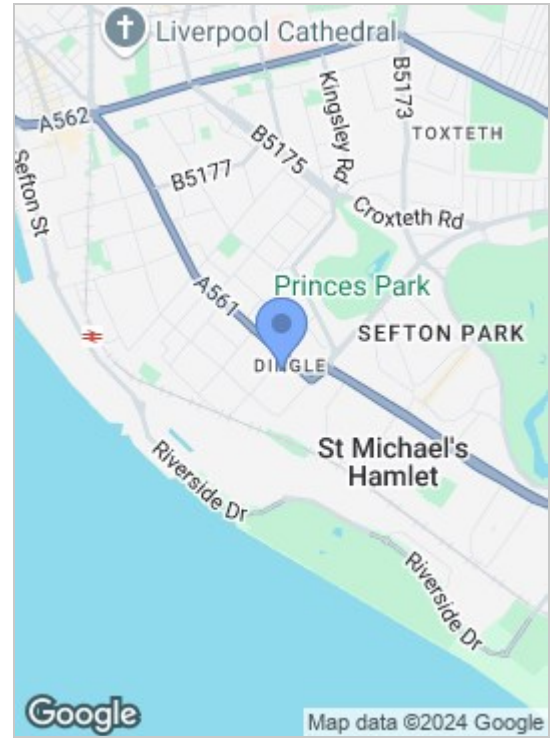 Liverpool Cathedral
A562
B5173
Kingsley Rd
TOXTETH
B5175
B5177
Sefton St
Croxteth Rd
A561
Princes Park
SEFTON PARK
DINGLE
St Michael's
Hamlet
Riverside Dr
Riverside Dr
Google
Map data ©2024 Google